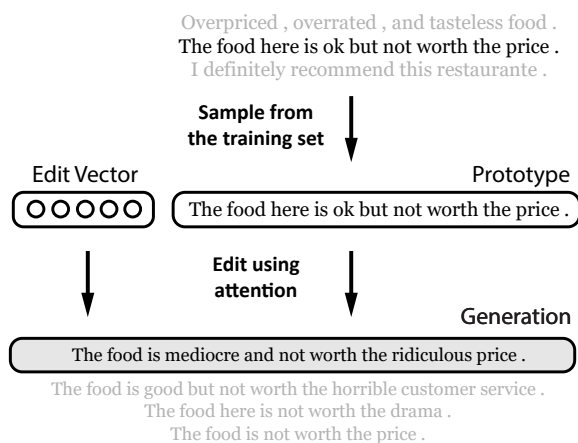 Overpriced , overrated , and tasteless food .
The food here is ok but not worth the price .
I definitely recommend this restaurante .
Sample from
the training set
Edit Vector
Prototype
The food here is ok but not worth the price .
Edit using
attention
Generation
The food is mediocre and not worth the ridiculous price .
The food is good but not worth the horrible customer service .
The food here is not worth the drama .
The food is not worth the price .